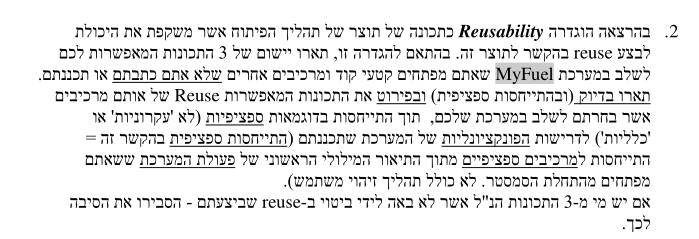 2. בהרצאה הוגדרה Reusability כתכונה של תוצר של תהליך הפיתוח אשר משקפת את היכולת
לבצע reuse בהקשר לתוצר זה. בהתאם להגדרה זו, תארו יישום של 3 התכונות המאפשרות לכם
לשלב במערכת MyFuel שאתם מפתחים קטעי קוד ומרכיבים אחרים שלא אתם כתבתם או תכננתם.
תארו בדיוק (ובהתייחסות ספציפית) ובפירוט את התכונות המאפשרות Reuse של אותם מרכיבים
אשר בחרתם לשלב במערכת שלכם, תוך התייחסות בדוגמאות ספציפיות (לא 'עקרוניות' או
'כלליות') לדרישות הפונקציונליות של המערכת שתכננתם (התייחסות ספציפית בהקשר זה =
התייחסות למרכיבים ספציפיים מתוך התיאור המילולי הראשוני של פעולת המערכת ששאתם
מפתחים מהתחלת הסמסטר. לא כולל תהליך זיהוי משתמש).
אם יש מי מ-3 התכונות הנ"ל אשר לא באה לידי ביטוי ב-reuse שביצעתם - הסבירו את הסיבה
לכך.